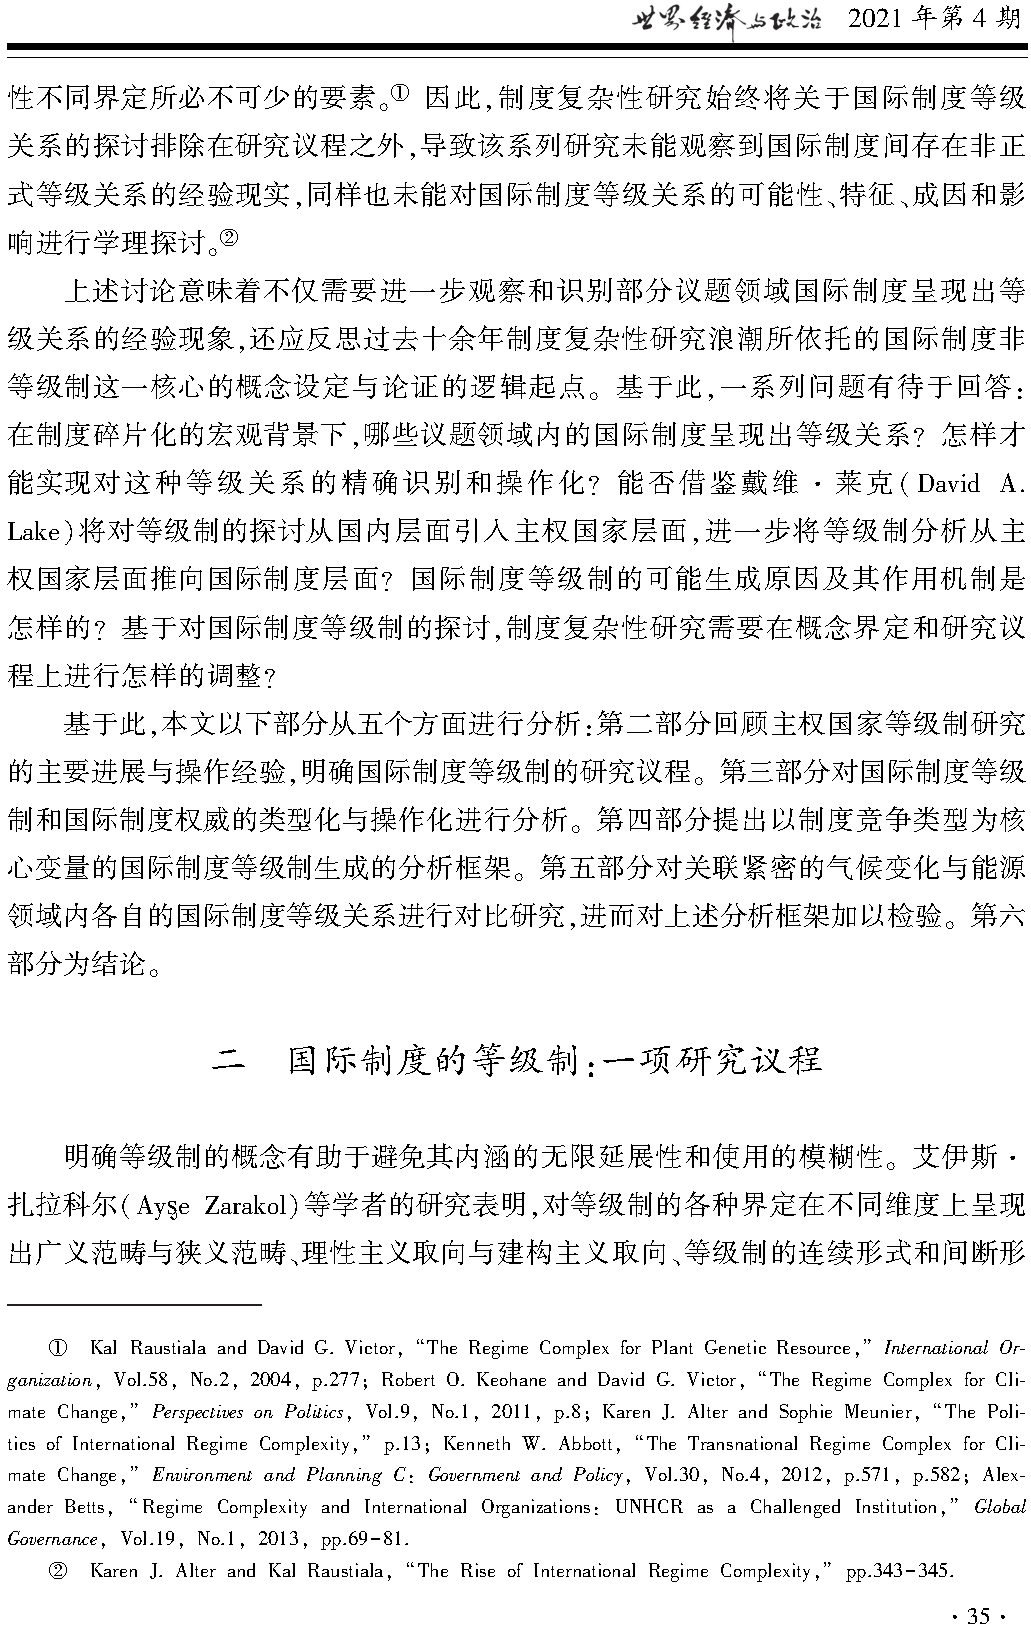 世界经济与政治 2021 年第 4 期
性不同界定所必不可少的要素。① 因此,制度复杂性研究始终将关于国际制度等级
关系的探讨排除在研究议程之外,导致该系列研究未能观察到国际制度间存在非正
式等级关系的经验现实,同样也未能对国际制度等级关系的可能性、特征、成因和影
响进行学理探讨。②
上述讨论意味着不仅需要进一步观察和识别部分议题领域国际制度呈现出等
级关系的经验现象,还应反思过去十余年制度复杂性研究浪潮所依托的国际制度非
等级制这一核心的概念设定与论证的逻辑起点。基于此,一系列问题有待于回答:
在制度碎片化的宏观背景下,哪些议题领域内的国际制度呈现出等级关系? 怎样才
能实现对这种等级关系的精确识别和操作化? 能否借鉴戴维·莱克( David A.
Lake)将对等级制的探讨从国内层面引入主权国家层面,进一步将等级制分析从主
权国家层面推向国际制度层面? 国际制度等级制的可能生成原因及其作用机制是
怎样的? 基于对国际制度等级制的探讨,制度复杂性研究需要在概念界定和研究议
程上进行怎样的调整?
基于此,本文以下部分从五个方面进行分析:第二部分回顾主权国家等级制研究
的主要进展与操作经验,明确国际制度等级制的研究议程。第三部分对国际制度等级
制和国际制度权威的类型化与操作化进行分析。第四部分提出以制度竞争类型为核
心变量的国际制度等级制生成的分析框架。第五部分对关联紧密的气候变化与能源
领域内各自的国际制度等级关系进行对比研究,进而对上述分析框架加以检验。第六
部分为结论。
二 国际制度的等级制:一项研究议程
明确等级制的概念有助于避免其内涵的无限延展性和使用的模糊性。艾伊斯·
扎拉科尔( Ayşe Zarakol)等学者的研究表明,对等级制的各种界定在不同维度上呈现
出广义范畴与狭义范畴、理性主义取向与建构主义取向、等级制的连续形式和间断形
① Kal Raustiala and David G. Victor, “The Regime Complex for Plant Genetic Resource,” International Or-
ganization, Vol.58, No.2, 2004, p.277; Robert O. Keohane and David G. Victor, “The Regime Complex for Cli-
mate Change,” Perspectives on Politics, Vol.9, No.1, 2011, p.8; Karen J. Alter and Sophie Meunier, “The Poli-
tics of International Regime Complexity,” p.13; Kenneth W. Abbott, “The Transnational Regime Complex for Cli-
mate Change,” Environment and Planning C: Government and Policy, Vol.30, No.4, 2012, p.571, p.582; Alex-
ander Betts, “Regime Complexity and International Organizations: UNHCR as a Challenged Institution,” Global
Governance, Vol.19, No.1, 2013, pp.69-81.
② Karen J. Alter and Kal Raustiala, “The Rise of International Regime Complexity,” pp.343-345.
· 35 ·